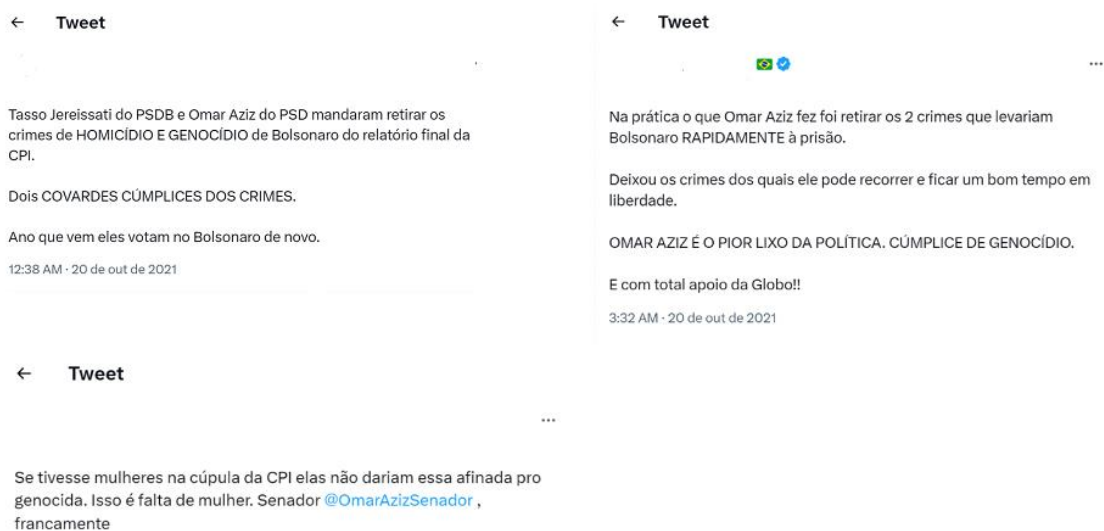 Tweet
Tasso Jereissati do PSDB e Omar Aziz do PSD mandaram retirar os
crimes de HOMICÍDIO E GENOCÍDIO de Bolsonaro do relatório final da
CPI.
Dois COVARDES CÚMPLICES DOS CRIMES.
Ano que vem eles votam no Bolsonaro de novo.
12:38 AM · 20 de out de 2021
Tweet
Na prática o que Omar Aziz fez foi retirar os 2 crimes que levariam
Bolsonaro RAPIDAMENTE à prisão.
Deixou os crimes dos quais ele pode recorrer e ficar um bom tempo em
liberdade.
OMAR AZIZ É O PIOR LIXO DA POLÍTICA. CÚMPLICE DE GENOCÍDIO.
E com total apoio da Globo!!
3:32 AM · 20 de out de 2021
Tweet
Se tivesse mulheres na cúpula da CPI elas não dariam essa afinada pro
genocida. Isso é falta de mulher. Senador @OmarAzizSenador ,
francamente